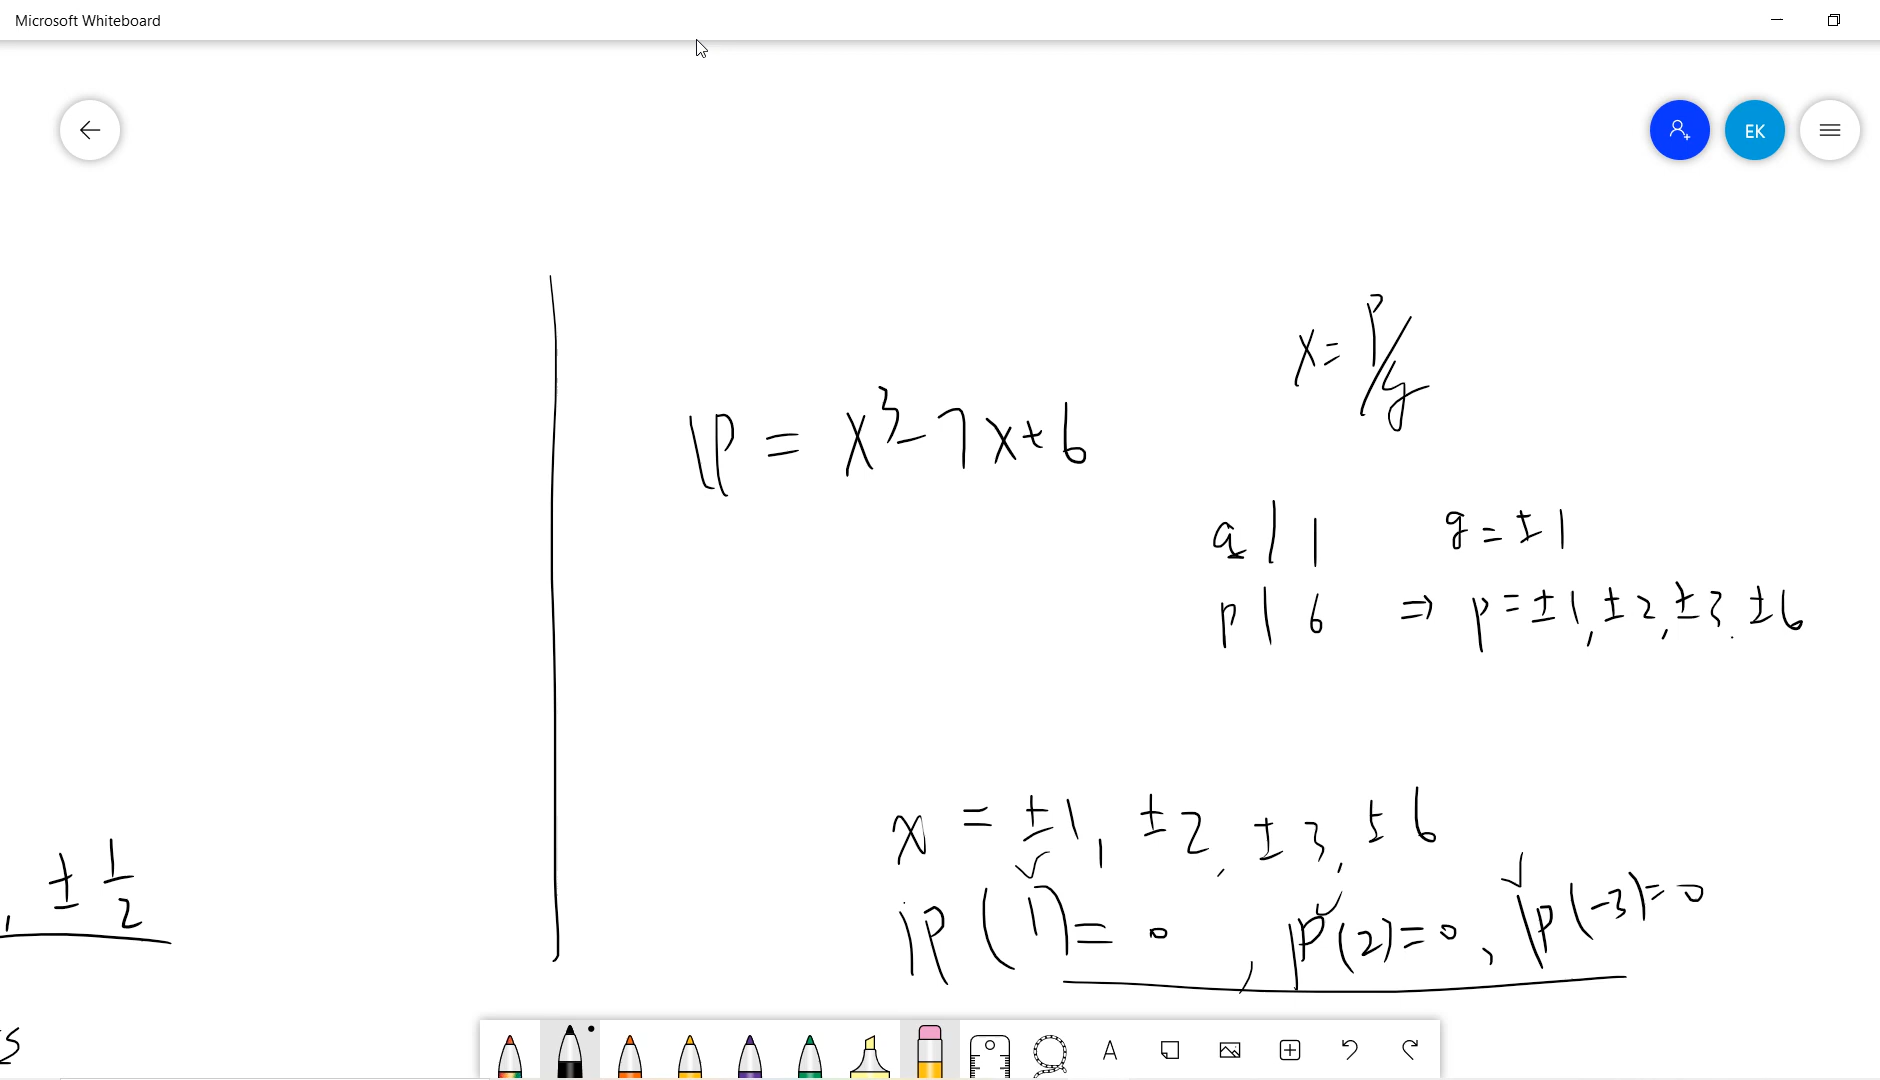 Microsoft Whiteboard
EK
x = p/q
ℙ = x³-7x+6
q | 1 q = ±1
p | 6 ⇒ p = ±1, ±2, ±3, ±6
x = ±1, ±2, ±3, ±6
± 1/2
ℙ(1) = 0, ℙ(2) = 0, ℙ(-3) = 0
s
A